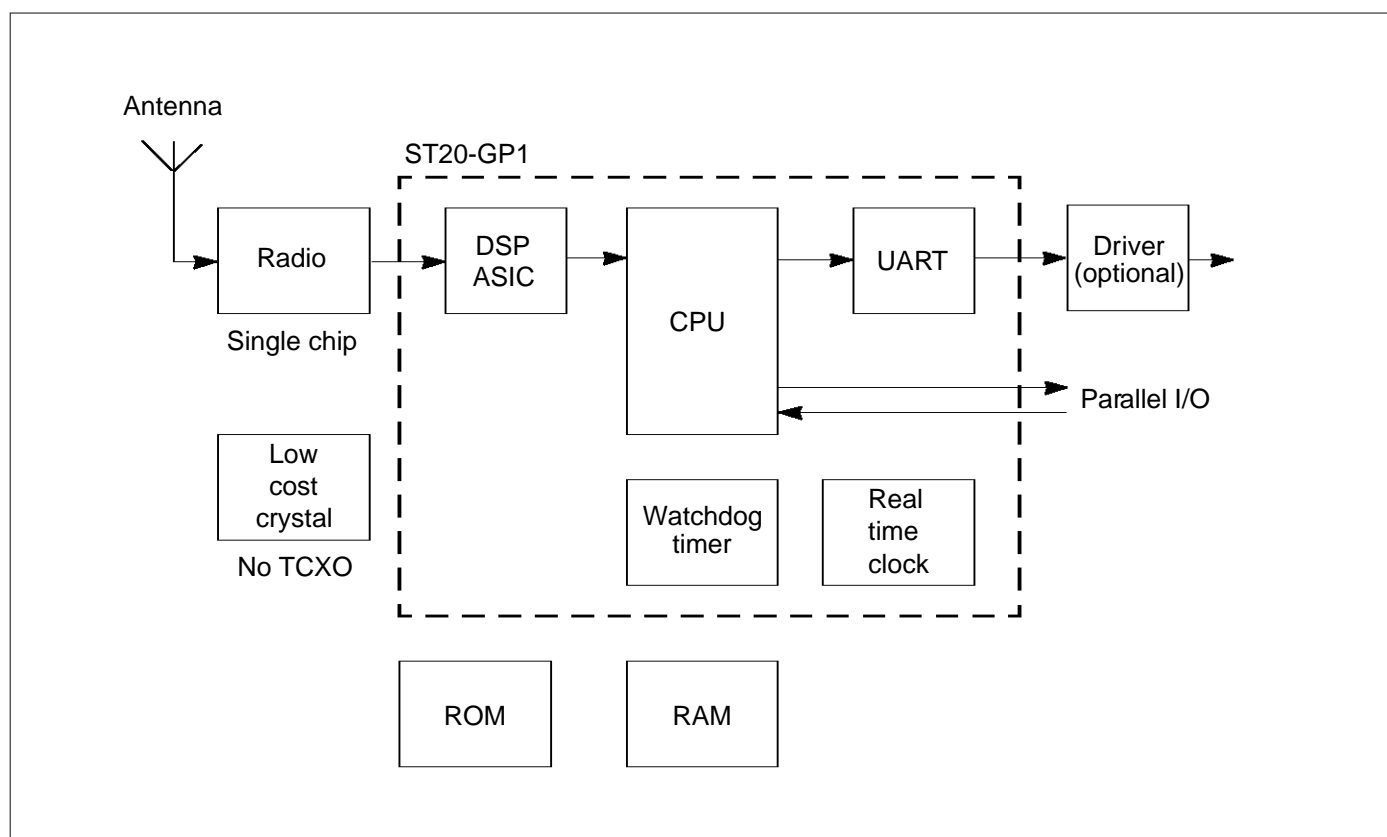 Antenna
ST20-GP1
Radio
DSP
ASIC
CPU
UART
Driver
(optional)
Single chip
Parallel I/O
Low
cost
crystal
No TCXO
Watchdog
timer
Real
time
clock
ROM
RAM